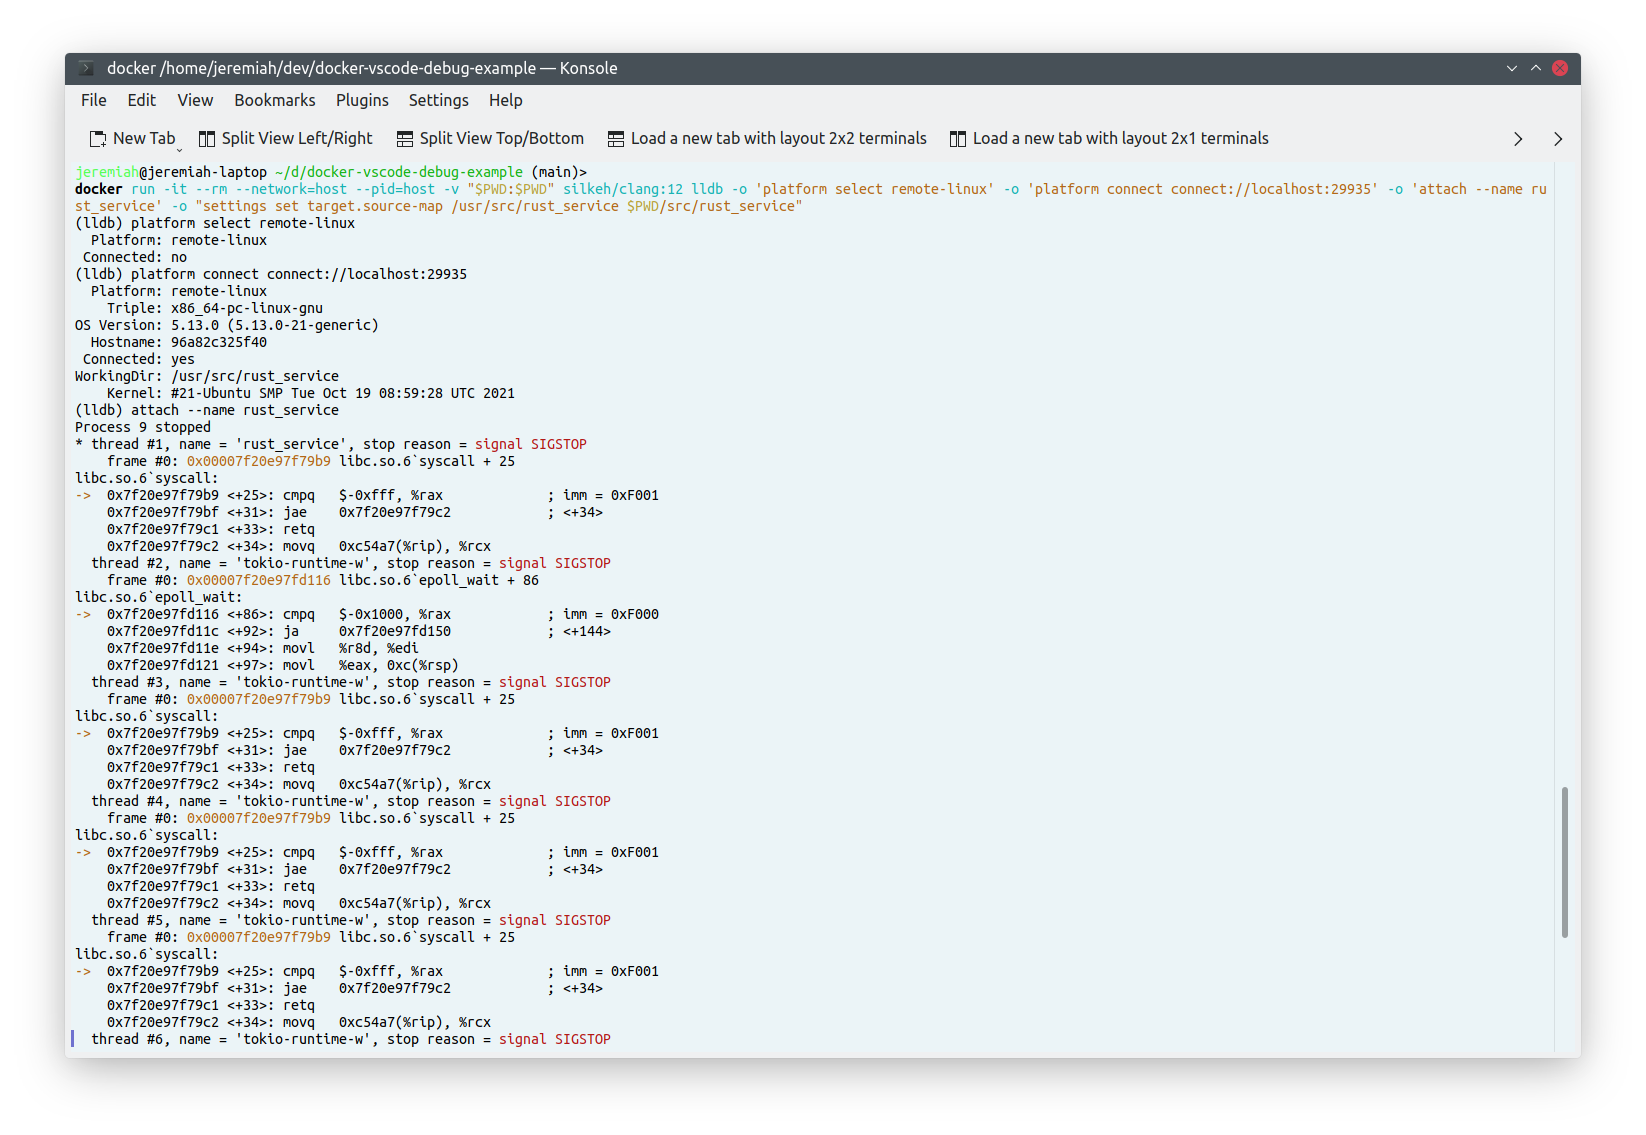 docker /home/jeremiah/dev/docker-vscode-debug-example — Konsole
File Edit View Bookmarks Plugins Settings Help
New Tab Split View Left/Right Split View Top/Bottom Load a new tab with layout 2x2 terminals Load a new tab with layout 2x1 terminals
jeremiah@jeremiah-laptop ~/d/docker-vscode-debug-example (main)>
docker run -it --rm --network=host --pid=host -v "$PWD:$PWD" silkeh/clang:12 lldb -o 'platform select remote-linux' -o 'platform connect connect://localhost:29935' -o 'attach --name ru
st_service' -o "settings set target.source-map /usr/src/rust_service $PWD/src/rust_service"
(lldb) platform select remote-linux
  Platform: remote-linux
 Connected: no
(lldb) platform connect connect://localhost:29935
  Platform: remote-linux
    Triple: x86_64-pc-linux-gnu
OS Version: 5.13.0 (5.13.0-21-generic)
  Hostname: 96a82c325f40
 Connected: yes
WorkingDir: /usr/src/rust_service
    Kernel: #21-Ubuntu SMP Tue Oct 19 08:59:28 UTC 2021
(lldb) attach --name rust_service
Process 9 stopped
* thread #1, name = 'rust_service', stop reason = signal SIGSTOP
    frame #0: 0x00007f20e97f79b9 libc.so.6`syscall + 25
libc.so.6`syscall:
->  0x7f20e97f79b9 <+25>: cmpq   $-0xfff, %rax             ; imm = 0xF001
    0x7f20e97f79bf <+31>: jae    0x7f20e97f79c2            ; <+34>
    0x7f20e97f79c1 <+33>: retq
    0x7f20e97f79c2 <+34>: movq   0xc54a7(%rip), %rcx
  thread #2, name = 'tokio-runtime-w', stop reason = signal SIGSTOP
    frame #0: 0x00007f20e97fd116 libc.so.6`epoll_wait + 86
libc.so.6`epoll_wait:
->  0x7f20e97fd116 <+86>: cmpq   $-0x1000, %rax            ; imm = 0xF000
    0x7f20e97fd11c <+92>: ja     0x7f20e97fd150            ; <+144>
    0x7f20e97fd11e <+94>: movl   %r8d, %edi
    0x7f20e97fd121 <+97>: movl   %eax, 0xc(%rsp)
  thread #3, name = 'tokio-runtime-w', stop reason = signal SIGSTOP
    frame #0: 0x00007f20e97f79b9 libc.so.6`syscall + 25
libc.so.6`syscall:
->  0x7f20e97f79b9 <+25>: cmpq   $-0xfff, %rax             ; imm = 0xF001
    0x7f20e97f79bf <+31>: jae    0x7f20e97f79c2            ; <+34>
    0x7f20e97f79c1 <+33>: retq
    0x7f20e97f79c2 <+34>: movq   0xc54a7(%rip), %rcx
  thread #4, name = 'tokio-runtime-w', stop reason = signal SIGSTOP
    frame #0: 0x00007f20e97f79b9 libc.so.6`syscall + 25
libc.so.6`syscall:
->  0x7f20e97f79b9 <+25>: cmpq   $-0xfff, %rax             ; imm = 0xF001
    0x7f20e97f79bf <+31>: jae    0x7f20e97f79c2            ; <+34>
    0x7f20e97f79c1 <+33>: retq
    0x7f20e97f79c2 <+34>: movq   0xc54a7(%rip), %rcx
  thread #5, name = 'tokio-runtime-w', stop reason = signal SIGSTOP
    frame #0: 0x00007f20e97f79b9 libc.so.6`syscall + 25
libc.so.6`syscall:
->  0x7f20e97f79b9 <+25>: cmpq   $-0xfff, %rax             ; imm = 0xF001
    0x7f20e97f79bf <+31>: jae    0x7f20e97f79c2            ; <+34>
    0x7f20e97f79c1 <+33>: retq
    0x7f20e97f79c2 <+34>: movq   0xc54a7(%rip), %rcx
  thread #6, name = 'tokio-runtime-w', stop reason = signal SIGSTOP